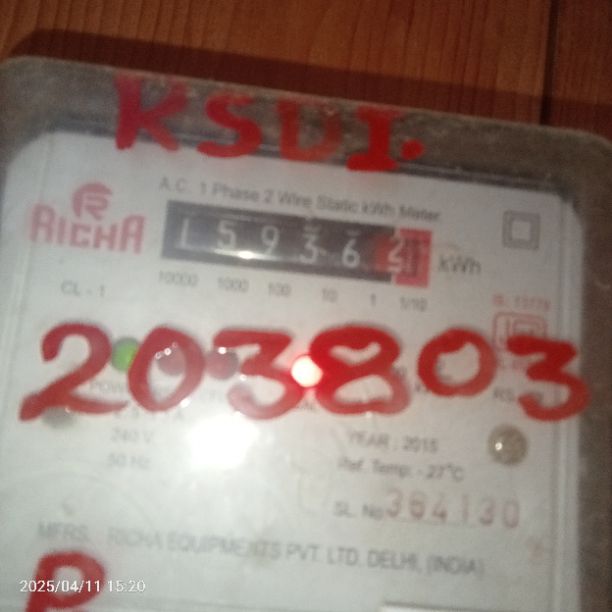 KSDI.
A.C. 1 Phase 2 Wire Static kWh Meter
RICHA
159362 kWh
CL - 1
10000 1000 100 10 1 1/10
203803
240 V
YEAR : 2015
50 Hz
Ref. Temp. - 27°C
SL. No 384130
MFRS. RICHA EQUIPMENTS PVT. LTD. DELHI, (INDIA)
P
2025/04/11 15:20